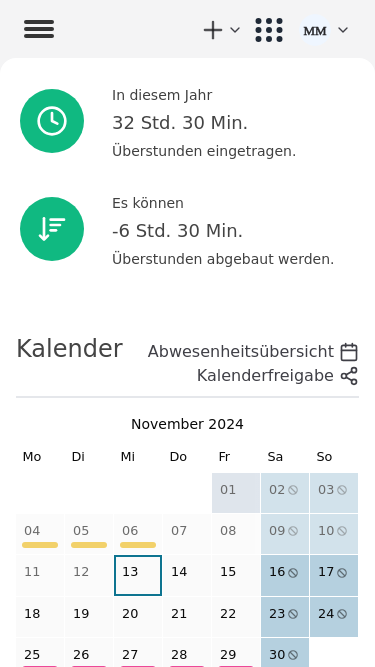 MM
In diesem Jahr
32 Std. 30 Min.
Überstunden eingetragen.
Es können
-6 Std. 30 Min.
Überstunden abgebaut werden.
Kalender
Abwesenheitsübersicht
Kalenderfreigabe
November 2024
Mo Di Mi Do Fr Sa So
01 02 03
04 05 06 07 08 09 10
11 12 13 14 15 16 17
18 19 20 21 22 23 24
25 26 27 28 29 30